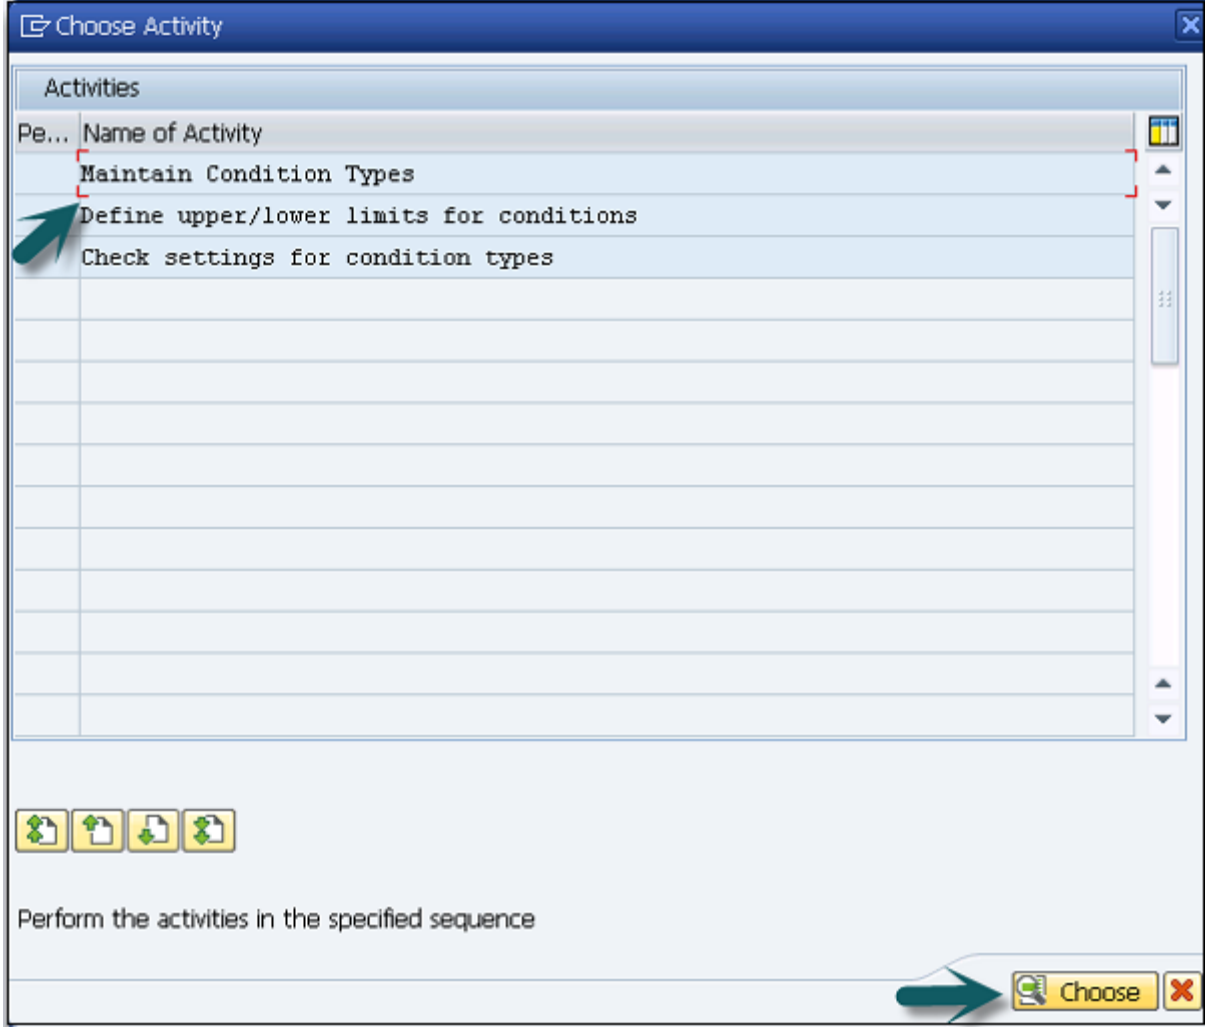 Choose Activity
Activities
Pe... Name of Activity
Maintain Condition Types
Define upper/lower limits for conditions
Check settings for condition types
Perform the activities in the specified sequence
Choose